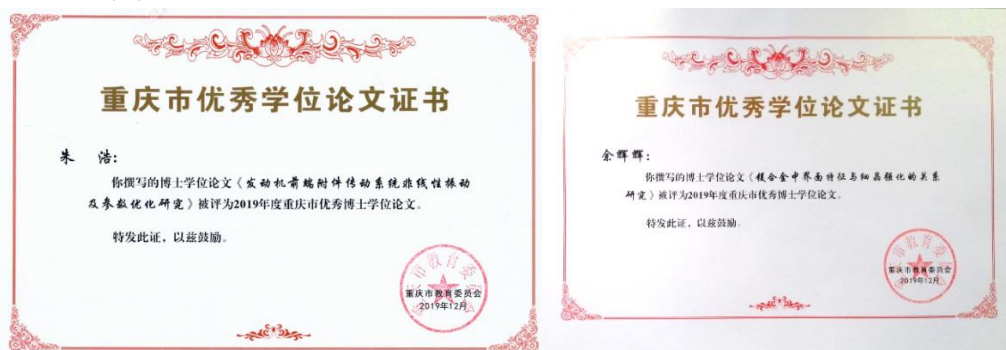 重庆市优秀学位论文证书
朱 浩:
你撰写的博士学位论文《发动机前端附件传动系统非线性振动
及参数优化研究》被评为2019年度重庆市优秀博士学位论文。
特发此证，以兹鼓励。
重庆市教育委员会
2019年12月
重庆市优秀学位论文证书
余辉辉:
你撰写的博士学位论文《镁合金中界面特征与细晶强化的关系
研究》被评为2019年度重庆市优秀博士学位论文。
特发此证，以兹鼓励。
重庆市教育委员会
2019年12月